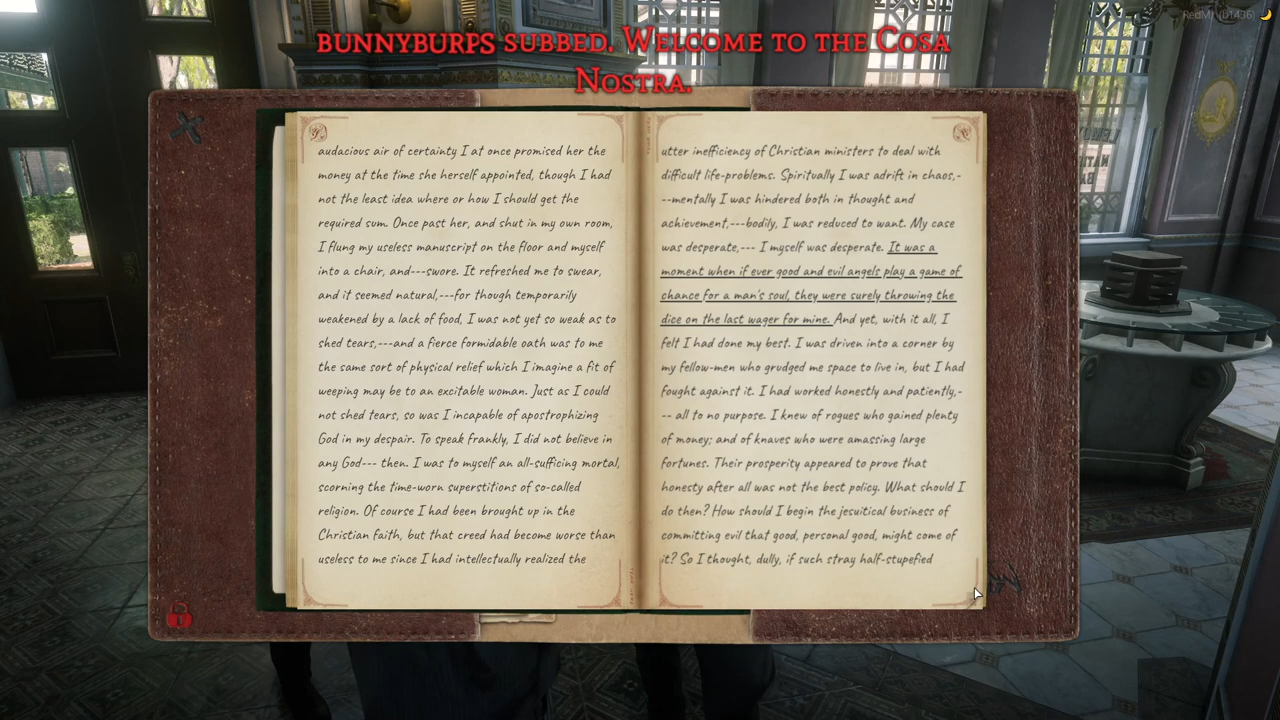 RedM (b1436)
BUNNYBURPS SUBBED. WELCOME TO THE COSA
NOSTRA.
audacious air of certainty I at once promised her the
money at the time she herself appointed, though I had
not the least idea where or how I should get the
required sum. Once past her, and shut in my own room,
I flung my useless manuscript on the floor and myself
into a chair, and---swore. It refreshed me to swear,
and it seemed natural,---for though temporarily
weakened by a lack of food, I was not yet so weak as to
shed tears,---and a fierce formidable oath was to me
the same sort of physical relief which I imagine a fit of
weeping may be to an excitable woman. Just as I could
not shed tears, so was I incapable of apostrophizing
God in my despair. To speak frankly, I did not believe in
any God--- then. I was to myself an all-sufficing mortal,
scorning the time-worn superstitions of so-called
religion. Of course I had been brought up in the
Christian faith, but that creed had become worse than
useless to me since I had intellectually realized the
utter inefficiency of Christian ministers to deal with
difficult life-problems. Spiritually I was adrift in chaos,-
--mentally I was hindered both in thought and
achievement,---bodily, I was reduced to want. My case
was desperate,--- I myself was desperate. It was a
moment when if ever good and evil angels play a game of
chance for a man's soul, they were surely throwing the
dice on the last wager for mine. And yet, with it all, I
felt I had done my best. I was driven into a corner by
my fellow-men who grudged me space to live in, but I had
fought against it. I had worked honestly and patiently,-
-- all to no purpose. I knew of rogues who gained plenty
of money; and of knaves who were amassing large
fortunes. Their prosperity appeared to prove that
honesty after all was not the best policy. What should I
do then? How should I begin the jesuitical business of
committing evil that good, personal good, might come of
it? So I thought, dully, if such stray half-stupefied